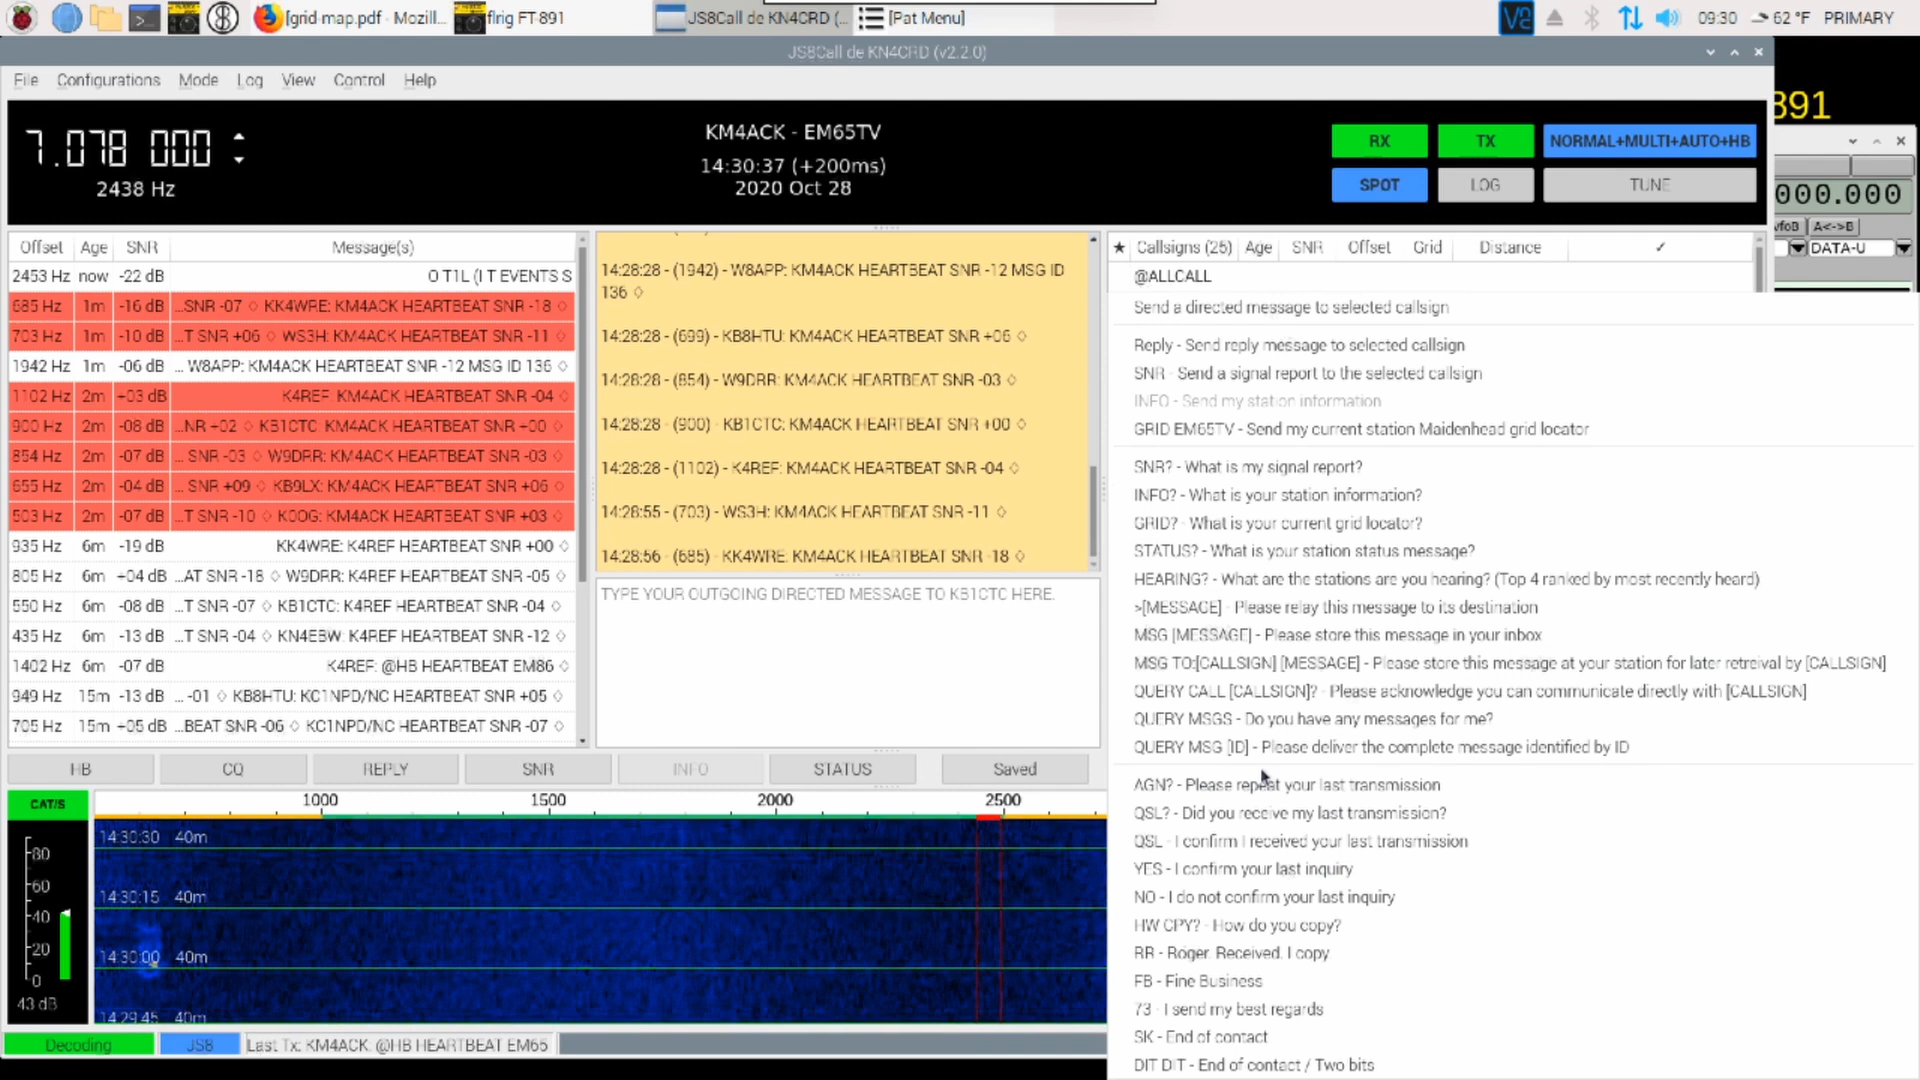 [grid-map.pdf - Mozill...
flrig FT-891
JS8Call de KN4CRD (...
[Pat Menu]
09:30
62 °F
PRIMARY
JS8Call de KN4CRD (v2.2.0)
File Configurations Mode Log View Control Help
7.078 000
2438 Hz
KM4ACK - EM65TV
14:30:37 (+200ms)
2020 Oct 28
RX TX NORMAL+MULTI+AUTO+HB
SPOT LOG TUNE
891
000.000
A<->B
DATA-U
Offset Age SNR Message(s)
2453 Hz now -22 dB O T1L (I T EVENTS S
685 Hz 1m -16 dB ...SNR -07 ♢ KK4WRE: KM4ACK HEARTBEAT SNR -18 ♢
703 Hz 1m -10 dB ...T SNR +06 ♢ WS3H: KM4ACK HEARTBEAT SNR -11 ♢
1942 Hz 1m -06 dB ... W8APP: KM4ACK HEARTBEAT SNR -12 MSG ID 136 ♢
1102 Hz 2m +03 dB K4REF: KM4ACK HEARTBEAT SNR -04 ♢
900 Hz 2m -08 dB ...NR +02 ♢ KB1CTC: KM4ACK HEARTBEAT SNR +00 ♢
854 Hz 2m -07 dB ... SNR -03 ♢ W9DRR: KM4ACK HEARTBEAT SNR -03 ♢
655 Hz 2m -04 dB ... SNR +09 ♢ KB9LX: KM4ACK HEARTBEAT SNR +06 ♢
503 Hz 2m -07 dB ...T SNR -10 ♢ K0OG: KM4ACK HEARTBEAT SNR +03 ♢
935 Hz 6m -19 dB KK4WRE: K4REF HEARTBEAT SNR +00 ♢
805 Hz 6m +04 dB ...AT SNR -18 ♢ W9DRR: K4REF HEARTBEAT SNR -05 ♢
550 Hz 6m -08 dB ...T SNR -07 ♢ KB1CTC: K4REF HEARTBEAT SNR -04 ♢
435 Hz 6m -13 dB ...T SNR -04 ♢ KN4EBW: K4REF HEARTBEAT SNR -12 ♢
1402 Hz 6m -07 dB K4REF: @HB HEARTBEAT EM86 ♢
949 Hz 15m -13 dB ... -01 ♢ KB8HTU: KC1NPD/NC HEARTBEAT SNR +05 ♢
705 Hz 15m +05 dB ...BEAT SNR -06 ♢ KC1NPD/NC HEARTBEAT SNR -07 ♢
14:28:28 - (1942) - W8APP: KM4ACK HEARTBEAT SNR -12 MSG ID
136 ♢
14:28:28 - (699) - KB8HTU: KM4ACK HEARTBEAT SNR +06 ♢
14:28:28 - (854) - W9DRR: KM4ACK HEARTBEAT SNR -03 ♢
14:28:28 - (900) - KB1CTC: KM4ACK HEARTBEAT SNR +00 ♢
14:28:28 - (1102) - K4REF: KM4ACK HEARTBEAT SNR -04 ♢
14:28:55 - (703) - WS3H: KM4ACK HEARTBEAT SNR -11 ♢
14:28:56 - (685) - KK4WRE: KM4ACK HEARTBEAT SNR -18 ♢
TYPE YOUR OUTGOING DIRECTED MESSAGE TO KB1CTC HERE.
★ Callsigns (25) Age SNR Offset Grid Distance ✓
@ALLCALL
Send a directed message to selected callsign
Reply - Send reply message to selected callsign
SNR - Send a signal report to the selected callsign
INFO - Send my station information
GRID EM65TV - Send my current station Maidenhead grid locator
SNR? - What is my signal report?
INFO? - What is your station information?
GRID? - What is your current grid locator?
STATUS? - What is your station status message?
HEARING? - What are the stations are you hearing? (Top 4 ranked by most recently heard)
>[MESSAGE] - Please relay this message to its destination
MSG [MESSAGE] - Please store this message in your inbox
MSG TO:[CALLSIGN] [MESSAGE] - Please store this message at your station for later retreival by [CALLSIGN]
QUERY CALL [CALLSIGN]? - Please acknowledge you can communicate directly with [CALLSIGN]
QUERY MSGS - Do you have any messages for me?
QUERY MSG [ID] - Please deliver the complete message identified by ID
AGN? - Please repeat your last transmission
QSL? - Did you receive my last transmission?
QSL - I confirm I received your last transmission
YES - I confirm your last inquiry
NO - I do not confirm your last inquiry
HW CPY? - How do you copy?
RR - Roger. Received. I copy
FB - Fine Business
73 - I send my best regards
SK - End of contact
DIT DIT - End of contact / Two bits
HB CQ REPLY SNR INFO STATUS Saved
CAT/S
1000 1500 2000 2500
80
60
40
20
0
43 dB
14:30:30 40m
14:30:15 40m
14:30:00 40m
14:29:45 40m
Decoding JS8 Last Tx: KM4ACK: @HB HEARTBEAT EM65